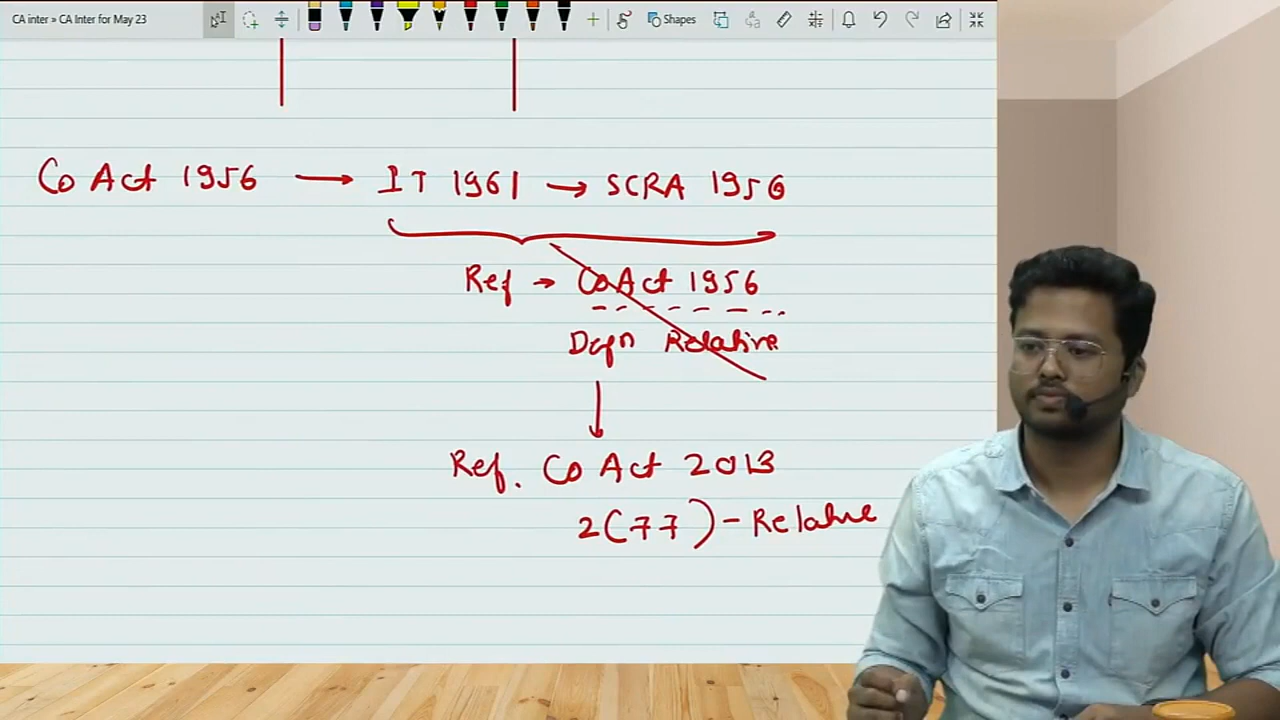 CA inter » CA Inter for May 23
Shapes
Co Act 1956 → IT 1961 → SCRA 1956
Ref → Co Act 1956
Defn Relative
Ref. Co Act 2013
2(77) - Relative